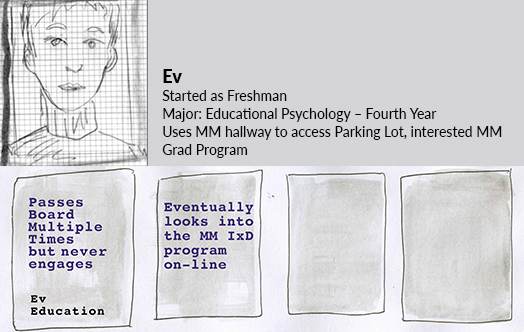 Ev
Started as Freshman
Major: Educational Psychology – Fourth Year
Uses MM hallway to access Parking Lot, interested MM
Grad Program
Passes
Board
Multiple
Times
but never
engages
Ev
Education
Eventually
looks into
the MM IxD
program
on-line